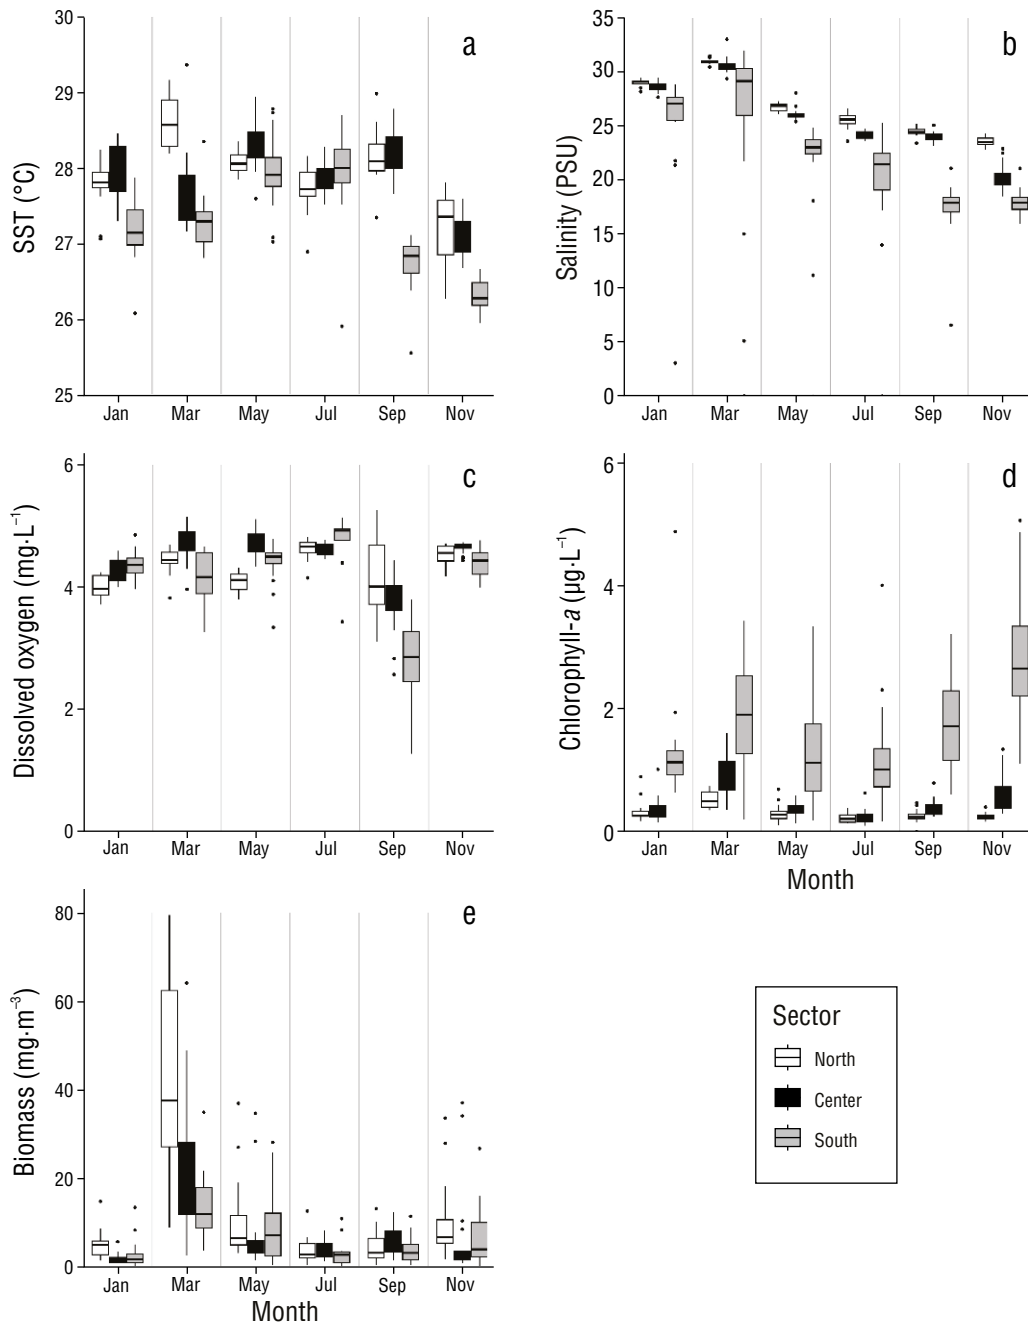 a
SST (°C)
30
29
28
27
26
25
Jan Mar May Jul Sep Nov
b
Salinity (PSU)
35
30
25
20
15
10
5
0
Jan Mar May Jul Sep Nov
c
Dissolved oxygen (mg·L⁻¹)
6
4
2
0
Jan Mar May Jul Sep Nov
d
Chlorophyll-a (µg·L⁻¹)
6
4
2
0
Jan Mar May Jul Sep Nov
Month
e
Biomass (mg·m⁻³)
80
60
40
20
0
Jan Mar May Jul Sep Nov
Month
Sector
North
Center
South